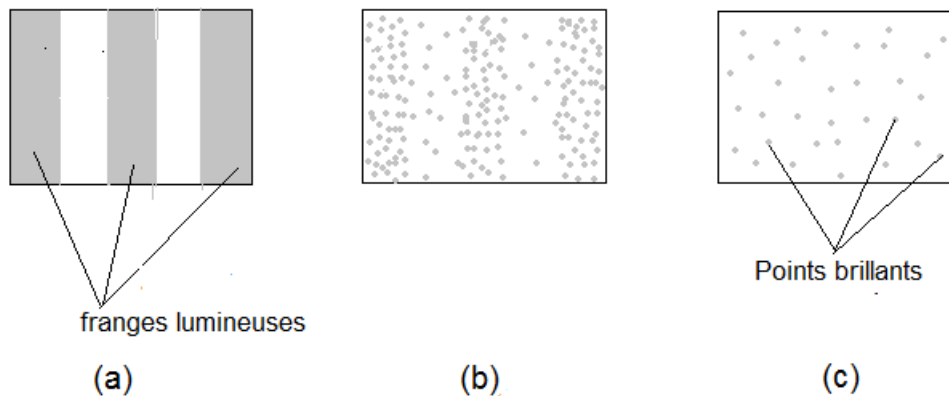 franges lumineuses
Points brillants
(a)
(b)
(c)